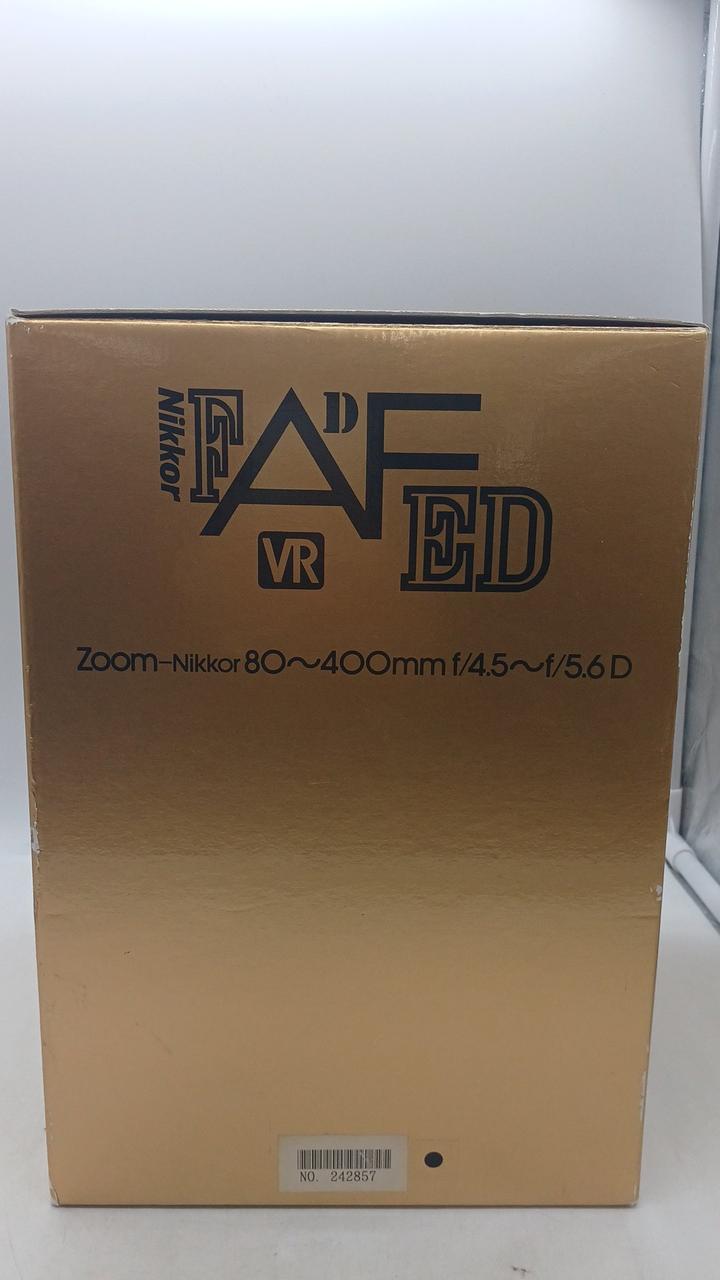 Nikkor
F AF D
ED
VR
Zoom-Nikkor 80～400mm f/4.5～f/5.6 D
NO. 242857